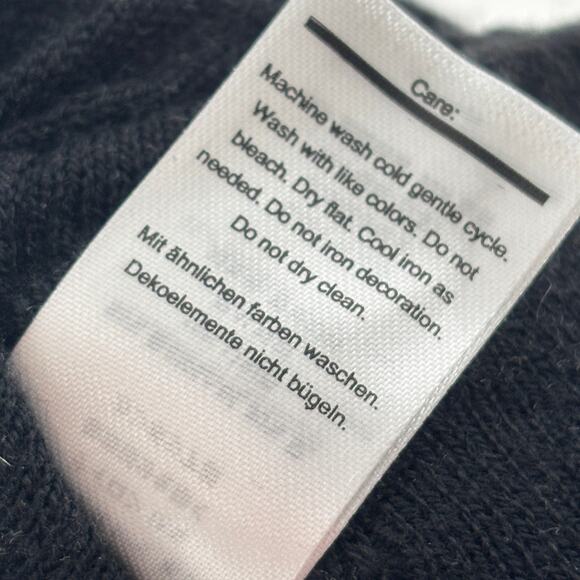 Care:
Machine wash cold gentle cycle.
Wash with like colors. Do not
bleach. Dry flat. Cool iron as
needed. Do not iron decoration.
Do not dry clean.
Mit ähnlichen farben waschen.
Dekoelemente nicht bügeln.